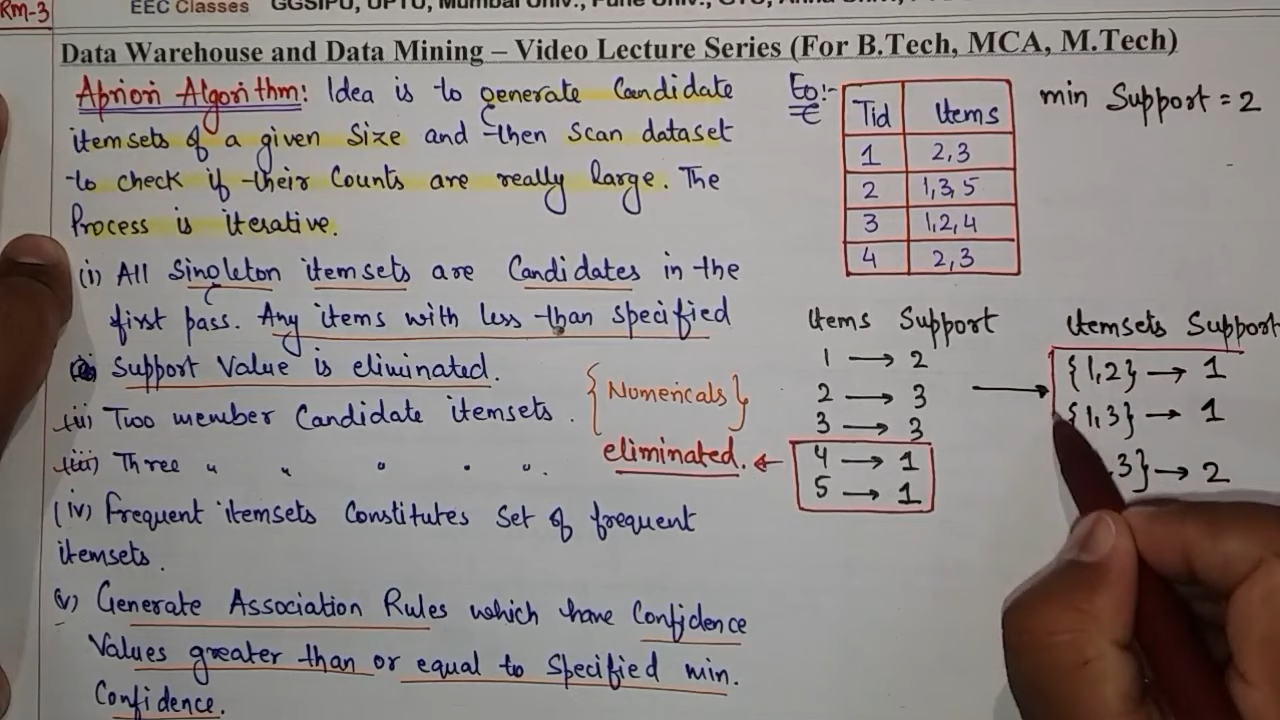 RM-3
EEC Classes
Data Warehouse and Data Mining – Video Lecture Series (For B.Tech, MCA, M.Tech)
Apriori Algorithm: Idea is to generate Candidate
itemsets of a given size and then scan dataset
to check if their Counts are really large. The
Process is iterative.
(i) All Singleton itemsets are Candidates in the
first pass. Any items with less than specified
Support Value is eliminated.
(ii) Two member Candidate itemsets.
(iii) Three " " " " ".
(iv) Frequent itemsets Constitutes Set of frequent
itemsets.
(v) Generate Association Rules which have Confidence
Values greater than or equal to Specified min.
Confidence.
{Numericals}
eliminated.
Eg:-
Tid Items
1 2,3
2 1,3,5
3 1,2,4
4 2,3
min Support = 2
Items Support
1 → 2
2 → 3
3 → 3
4 → 1
5 → 1
Itemsets Support
{1,2} → 1
{1,3} → 1
,3} → 2